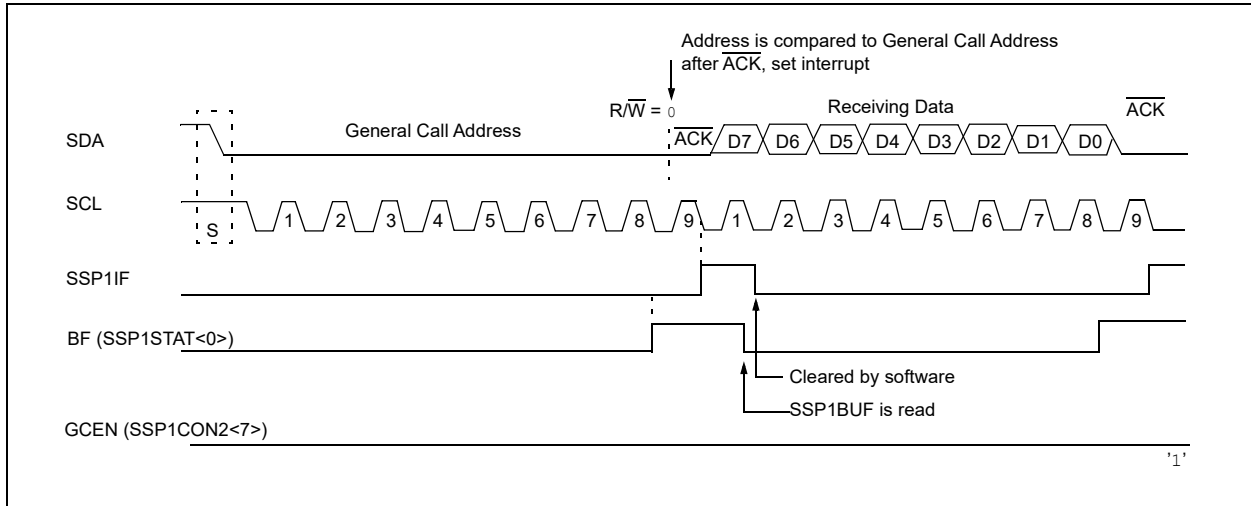 Address is compared to General Call Address
after ACK, set interrupt
R/W = 0
Receiving Data
ACK
SDA
General Call Address
ACK D7 D6 D5 D4 D3 D2 D1 D0
SCL
S
1 2 3 4 5 6 7 8 9 1 2 3 4 5 6 7 8 9
SSP1IF
BF (SSP1STAT<0>)
Cleared by software
SSP1BUF is read
GCEN (SSP1CON2<7>)
'1'